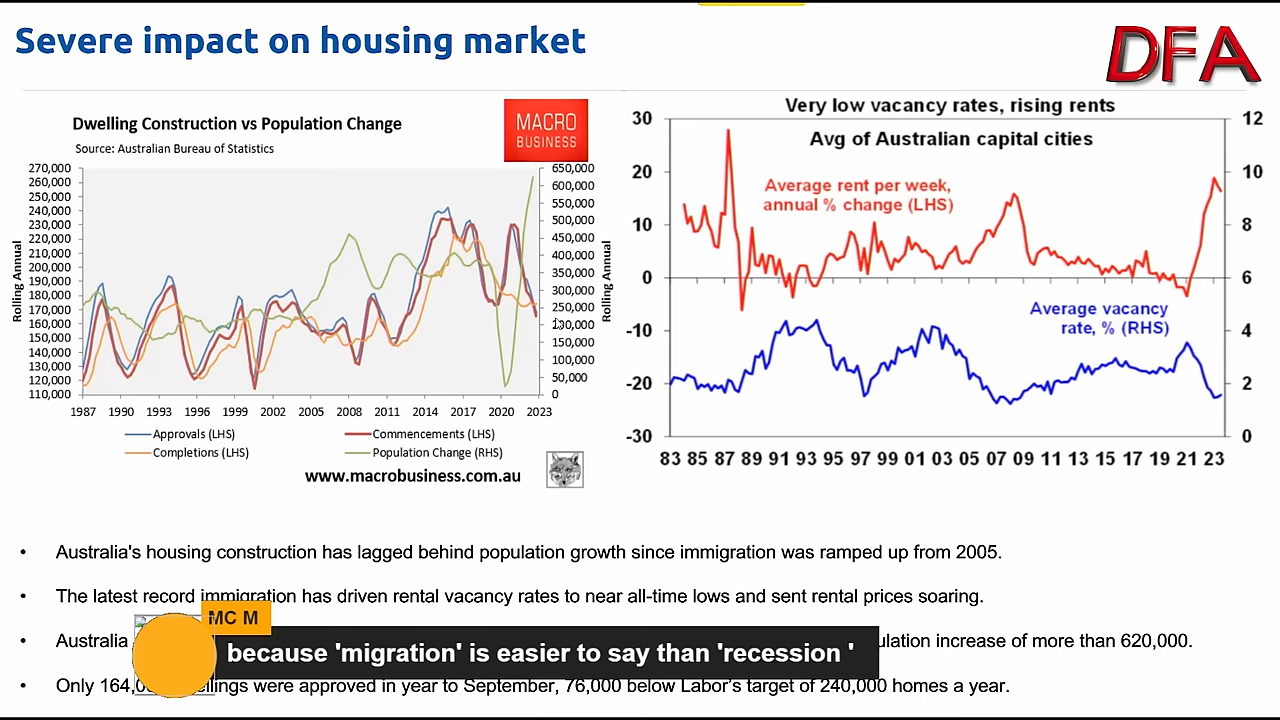 Severe impact on housing market
DFA
Dwelling Construction vs Population Change
Source: Australian Bureau of Statistics
MACRO
BUSINESS
270,000
260,000
250,000
240,000
230,000
220,000
210,000
200,000
190,000
180,000
170,000
160,000
150,000
140,000
130,000
120,000
110,000
Rolling Annual
650,000
600,000
550,000
500,000
450,000
400,000
350,000
300,000
250,000
200,000
150,000
100,000
50,000
0
Rolling Annual
1987 1990 1993 1996 1999 2002 2005 2008 2011 2014 2017 2020 2023
Approvals (LHS) Commencements (LHS)
Completions (LHS) Population Change (RHS)
www.macrobusiness.com.au
Very low vacancy rates, rising rents
Avg of Australian capital cities
30
20
10
0
-10
-20
-30
Average rent per week,
annual % change (LHS)
Average vacancy
rate, % (RHS)
12
10
8
6
4
2
0
83 85 87 89 91 93 95 97 99 01 03 05 07 09 11 13 15 17 19 21 23
• Australia's housing construction has lagged behind population growth since immigration was ramped up from 2005.
• The latest record immigration has driven rental vacancy rates to near all-time lows and sent rental prices soaring.
MC M
• Australia ulation increase of more than 620,000.
because 'migration' is easier to say than 'recession '
• Only 164, were approved in year to September, 76,000 below Labor's target of 240,000 homes a year.